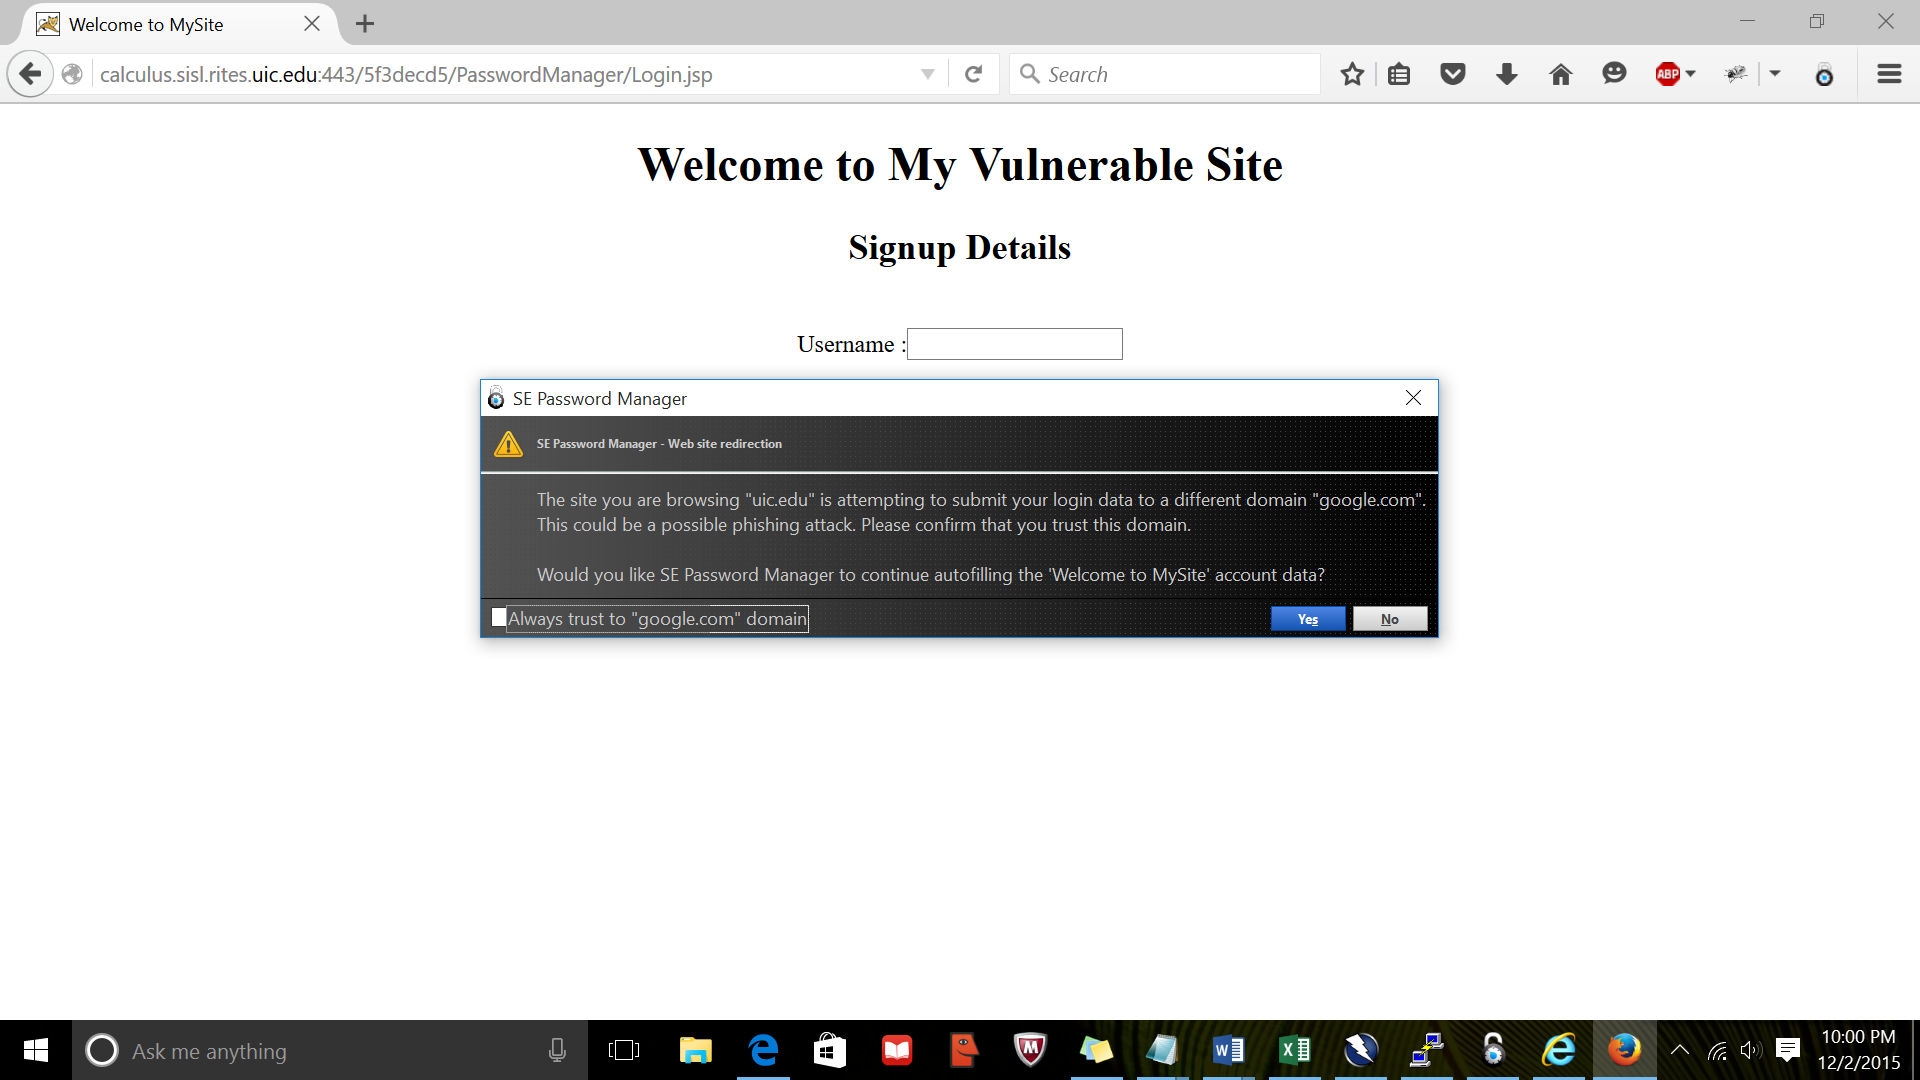 Welcome to MySite
calculus.sisl.rites.uic.edu:443/5f3decd5/PasswordManager/Login.jsp
Search
ABP
Welcome to My Vulnerable Site
Signup Details
Username :
SE Password Manager
SE Password Manager - Web site redirection
The site you are browsing "uic.edu" is attempting to submit your login data to a different domain "google.com".
This could be a possible phishing attack. Please confirm that you trust this domain.
Would you like SE Password Manager to continue autofilling the 'Welcome to MySite' account data?
Always trust to "google.com" domain
Yes
No
Ask me anything
10:00 PM
12/2/2015